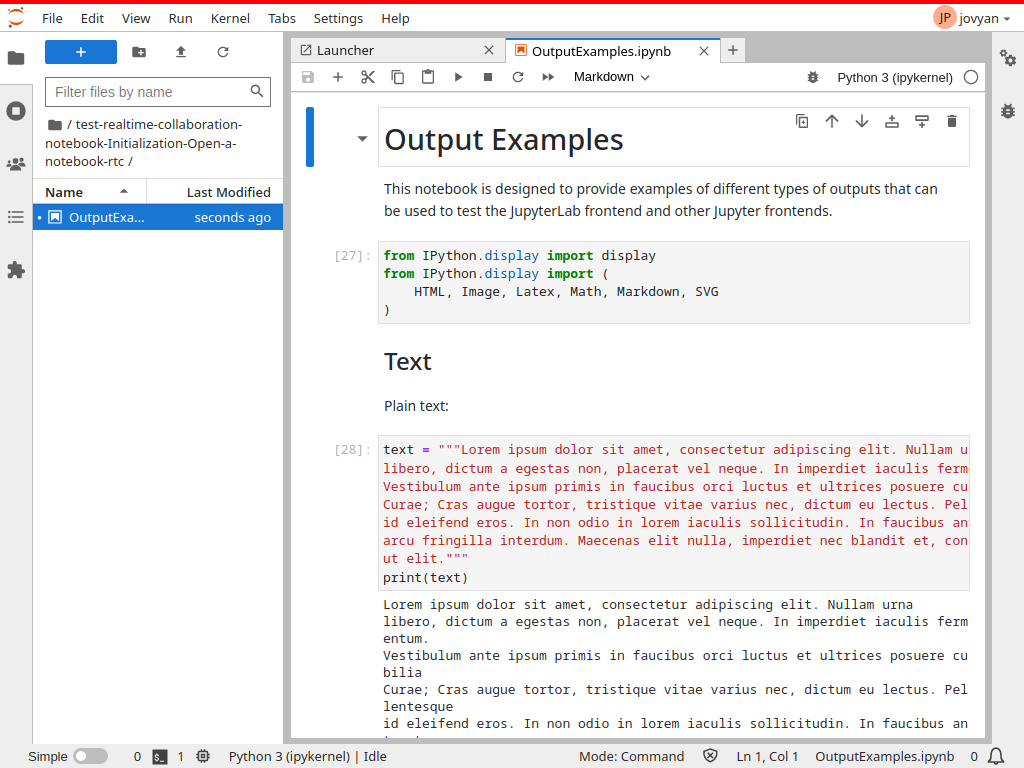 File Edit View Run Kernel Tabs Settings Help
JP jovyan
Filter files by name
/ test-realtime-collaboration-
notebook-Initialization-Open-a-
notebook-rtc /
Name Last Modified
OutputExa... seconds ago
Launcher
OutputExamples.ipynb
Markdown
Python 3 (ipykernel)
Output Examples
This notebook is designed to provide examples of different types of outputs that can
be used to test the JupyterLab frontend and other Jupyter frontends.
[27]:
from IPython.display import display
from IPython.display import (
    HTML, Image, Latex, Math, Markdown, SVG
)
Text
Plain text:
[28]:
text = """Lorem ipsum dolor sit amet, consectetur adipiscing elit. Nullam u
libero, dictum a egestas non, placerat vel neque. In imperdiet iaculis ferm
Vestibulum ante ipsum primis in faucibus orci luctus et ultrices posuere cu
Curae; Cras augue tortor, tristique vitae varius nec, dictum eu lectus. Pel
id eleifend eros. In non odio in lorem iaculis sollicitudin. In faucibus an
arcu fringilla interdum. Maecenas elit nulla, imperdiet nec blandit et, con
ut elit."""
print(text)
Lorem ipsum dolor sit amet, consectetur adipiscing elit. Nullam urna
libero, dictum a egestas non, placerat vel neque. In imperdiet iaculis ferm
entum.
Vestibulum ante ipsum primis in faucibus orci luctus et ultrices posuere cu
bilia
Curae; Cras augue tortor, tristique vitae varius nec, dictum eu lectus. Pel
lentesque
id eleifend eros. In non odio in lorem iaculis sollicitudin. In faucibus an
Simple 0 1 Python 3 (ipykernel) | Idle Mode: Command Ln 1, Col 1 OutputExamples.ipynb 0